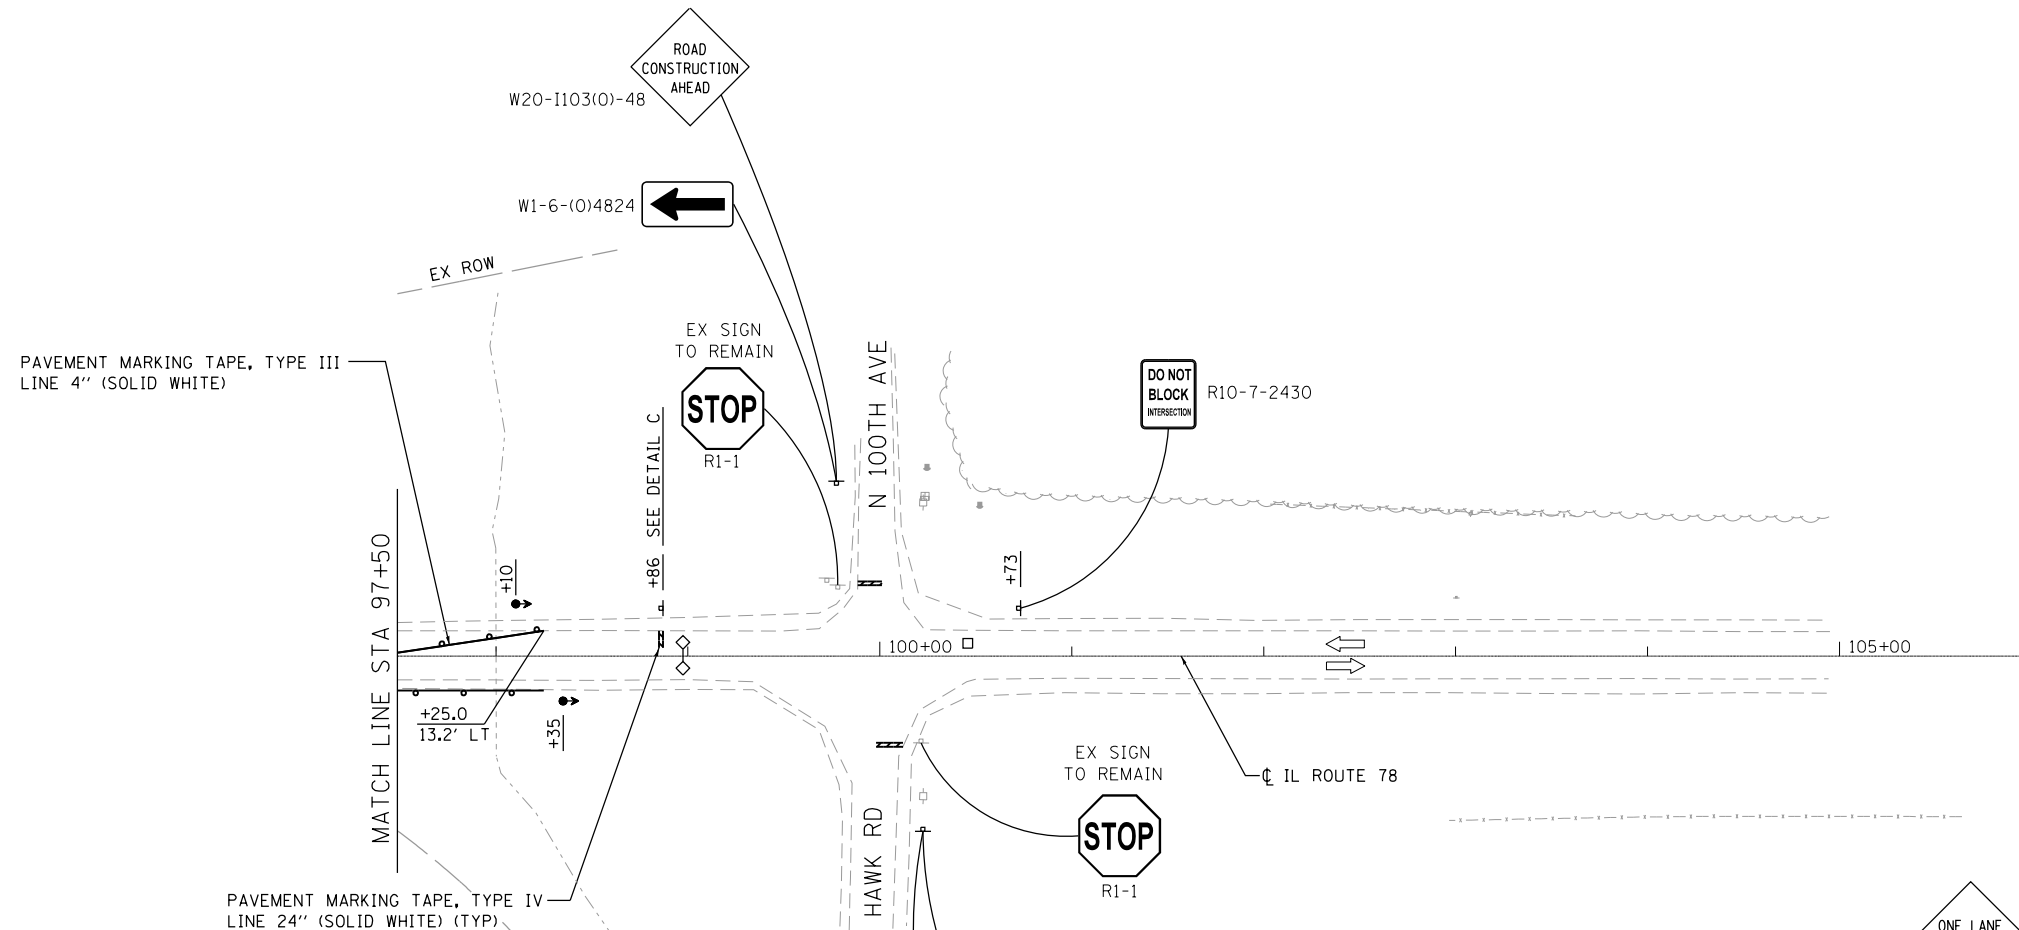 ROAD
CONSTRUCTION
AHEAD
W20-I103(O)-48
W1-6-(O)4824
EX ROW
EX SIGN
TO REMAIN
STOP
R1-1
PAVEMENT MARKING TAPE, TYPE III
LINE 4'' (SOLID WHITE)
N 100TH AVE
DO NOT
BLOCK
INTERSECTION
R10-7-2430
+86 SEE DETAIL C
MATCH LINE STA 97+50
+10
+73
100+00
105+00
+25.0
13.2' LT
+35
EX SIGN
TO REMAIN
STOP
R1-1
℄ IL ROUTE 78
HAWK RD
PAVEMENT MARKING TAPE, TYPE IV
LINE 24'' (SOLID WHITE) (TYP)
ONE LANE